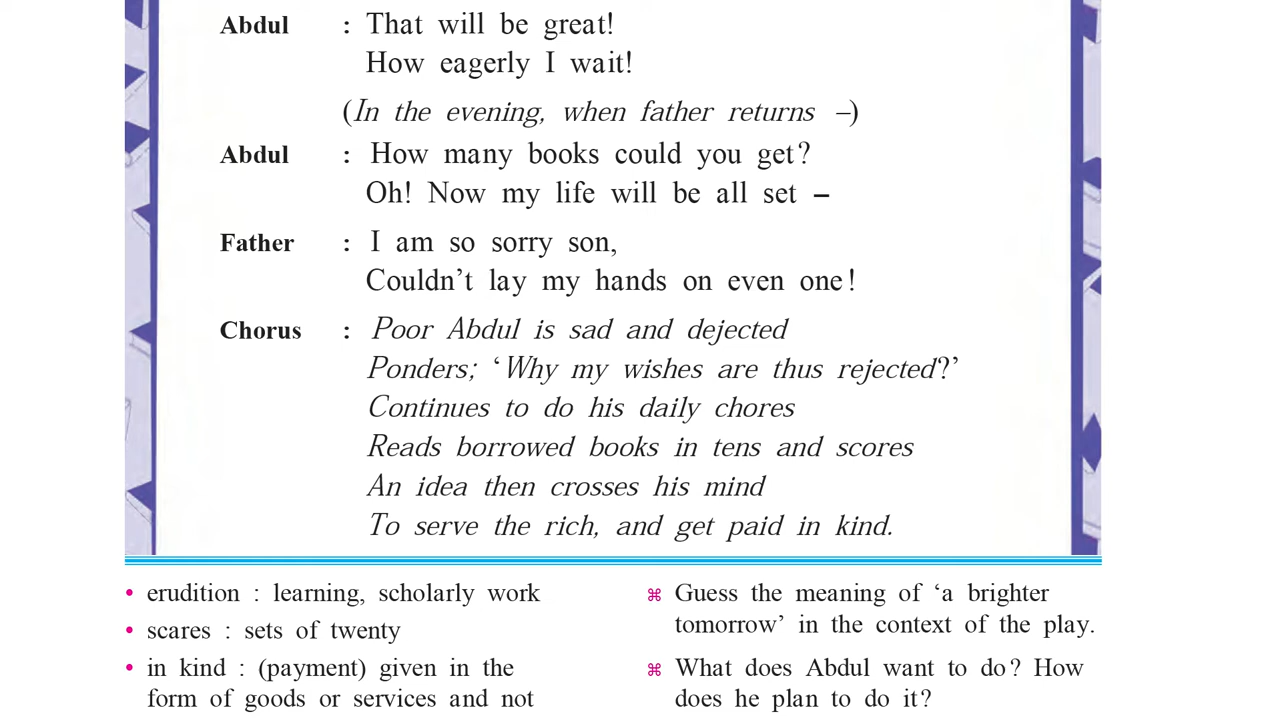 Abdul : That will be great!
How eagerly I wait!
(In the evening, when father returns –)
Abdul : How many books could you get?
Oh! Now my life will be all set –
Father : I am so sorry son,
Couldn't lay my hands on even one!
Chorus : Poor Abdul is sad and dejected
Ponders; ‘Why my wishes are thus rejected?’
Continues to do his daily chores
Reads borrowed books in tens and scores
An idea then crosses his mind
To serve the rich, and get paid in kind.
• erudition : learning, scholarly work
• scares : sets of twenty
• in kind : (payment) given in the
form of goods or services and not
⌘ Guess the meaning of ‘a brighter
tomorrow’ in the context of the play.
⌘ What does Abdul want to do? How
does he plan to do it?